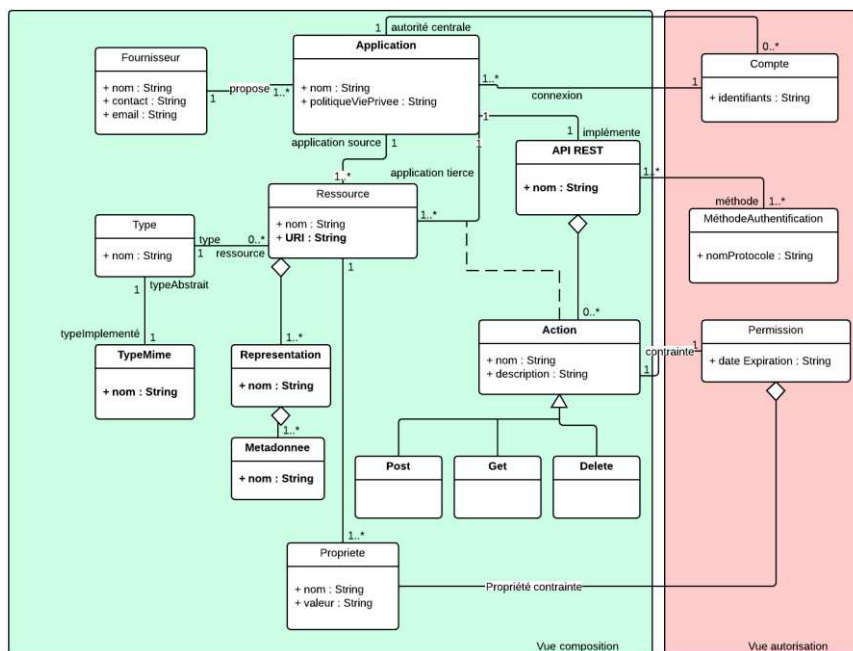 1 autorité centrale
0..*
Fournisseur
+ nom : String
+ contact : String
+ email : String
propose
1
1..*
Application
+ nom : String
+ politiqueViePrivee : String
1..*
connexion
1
Compte
+ identifiants : String
application source
1
1..*
1
1
implémente
1
application tierce
1..*
API REST
+ nom : String
1..*
méthode
1..*
MéthodeAuthentification
+ nomProtocole : String
Ressource
+ nom : String
+ URI : String
Type
+ nom : String
type
1
0..*
ressource
1
typeAbstrait
1
typeImplementé
1
TypeMime
+ nom : String
1..*
Representation
+ nom : String
1..*
Metadonnee
+ nom : String
0..*
Action
+ nom : String
+ description : String
contrainte
1
1
Permission
+ date Expiration : String
Post
Get
Delete
1..*
Propriete
+ nom : String
+ valeur : String
Propriété contrainte
Vue composition
Vue autorisation